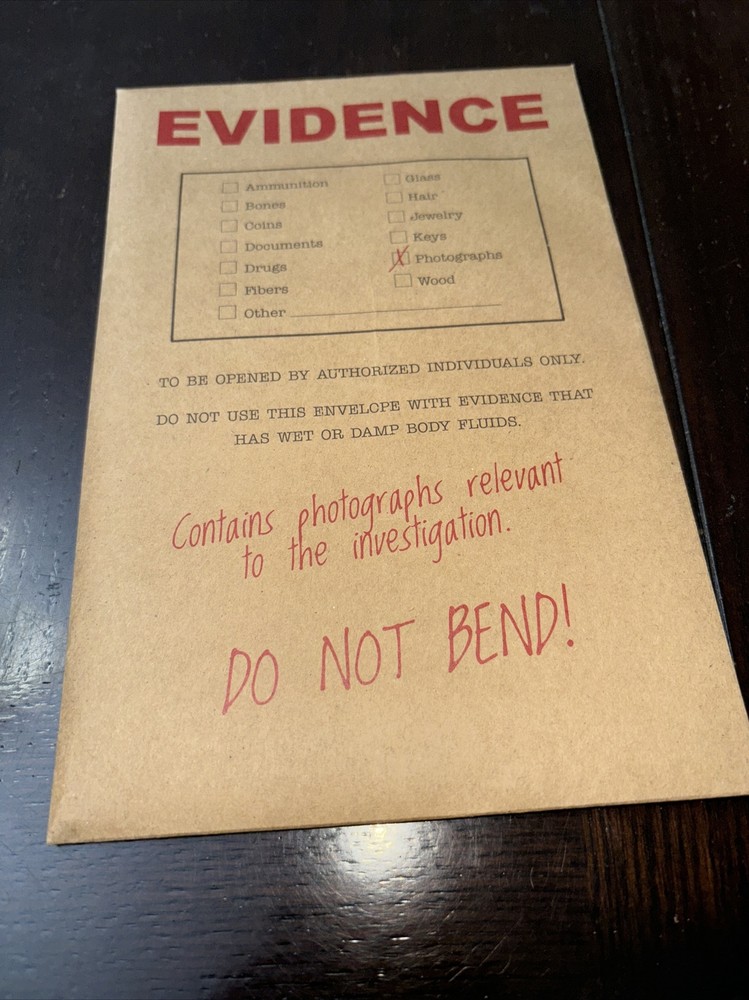 EVIDENCE
Ammunition
Bones
Coins
Documents
Drugs
Fibers
Other
Glass
Hair
Jewelry
Keys
X Photographs
Wood
TO BE OPENED BY AUTHORIZED INDIVIDUALS ONLY.
DO NOT USE THIS ENVELOPE WITH EVIDENCE THAT
HAS WET OR DAMP BODY FLUIDS.
Contains photographs relevant
to the investigation.
DO NOT BEND!